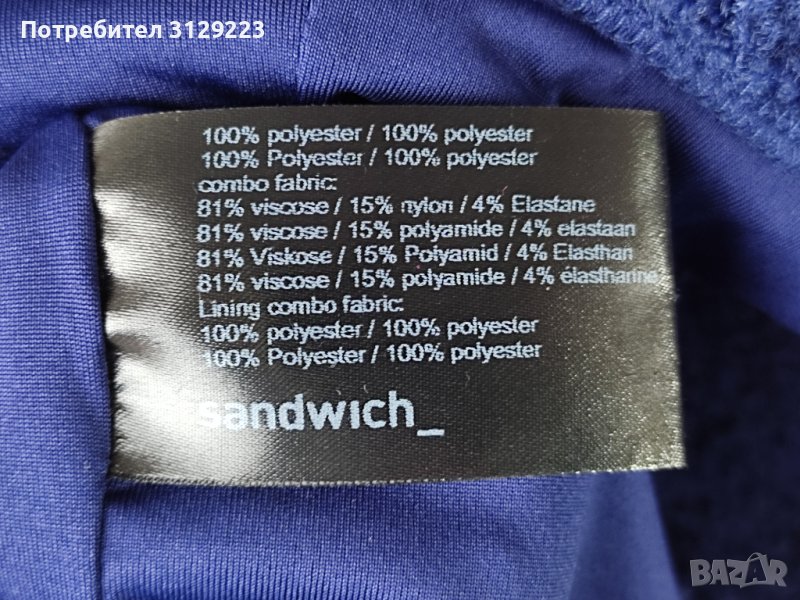 Потребител 3129223
100% polyester / 100% polyester
100% Polyester / 100% polyester
combo fabric:
81% viscose / 15% nylon / 4% Elastane
81% viscose / 15% polyamide / 4% elastaan
81% Viskose / 15% Polyamid / 4% Elasthan
81% viscose / 15% polyamide / 4% élasthanne
Lining combo fabric:
100% polyester / 100% polyester
100% Polyester / 100% polyester
sandwich_
BAZAR